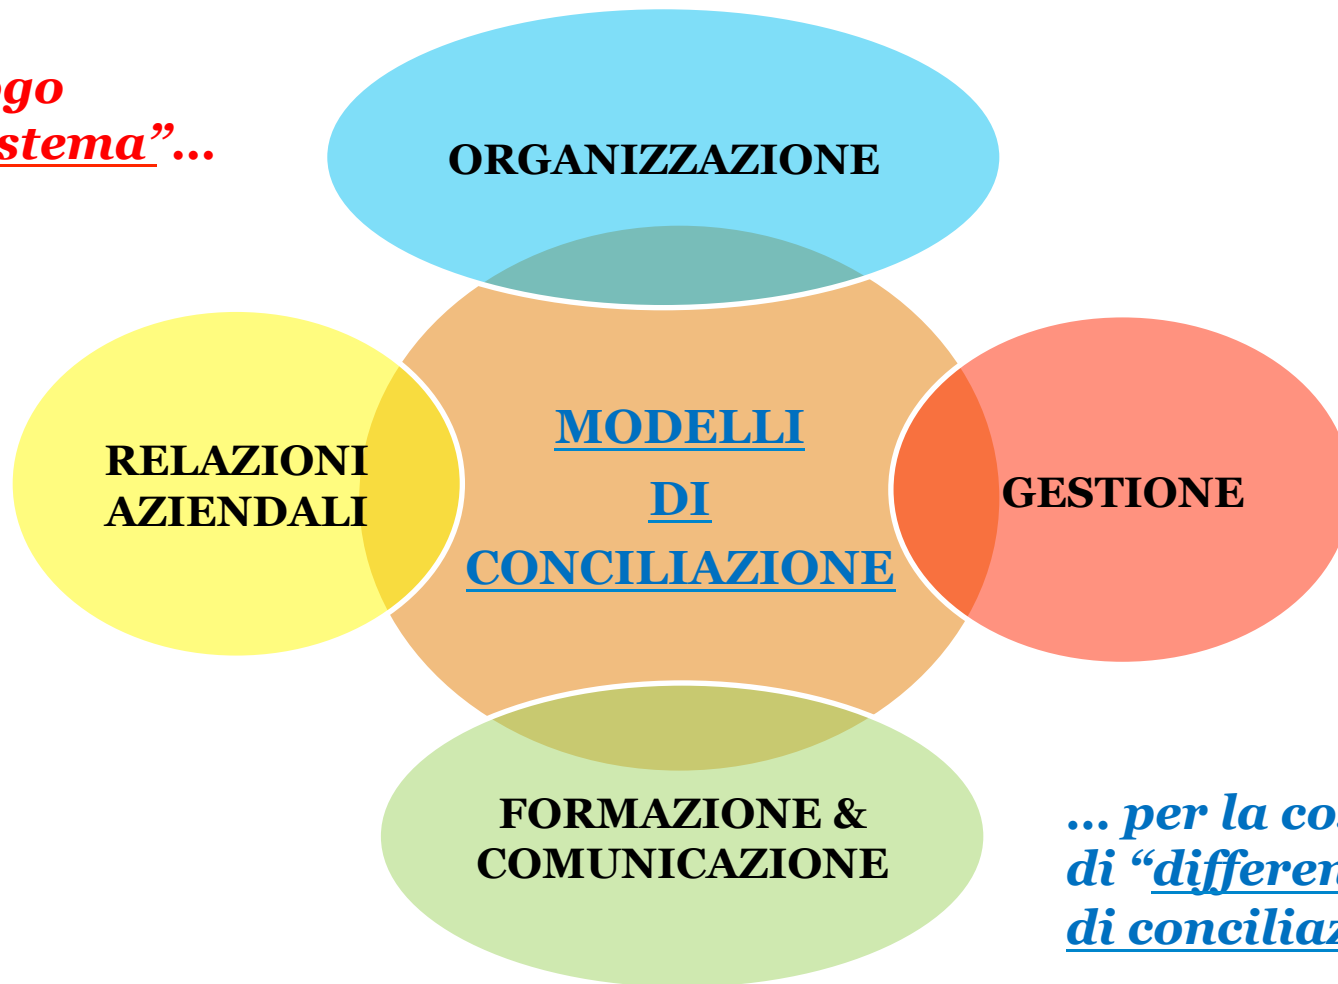 stema”...
ORGANIZZAZIONE
MODELLI
DI
CONCILIAZIONE
RELAZIONI
AZIENDALI
GESTIONE
FORMAZIONE &
COMUNICAZIONE
... per la
di “
di